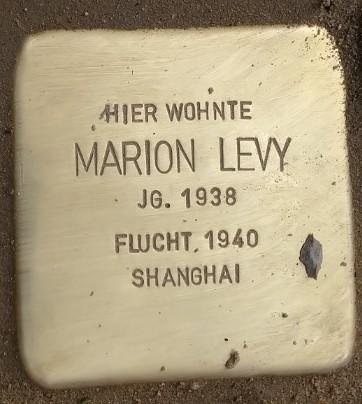 HIER WOHNTE
MARION LEVY
JG. 1938
FLUCHT 1940
SHANGHAI